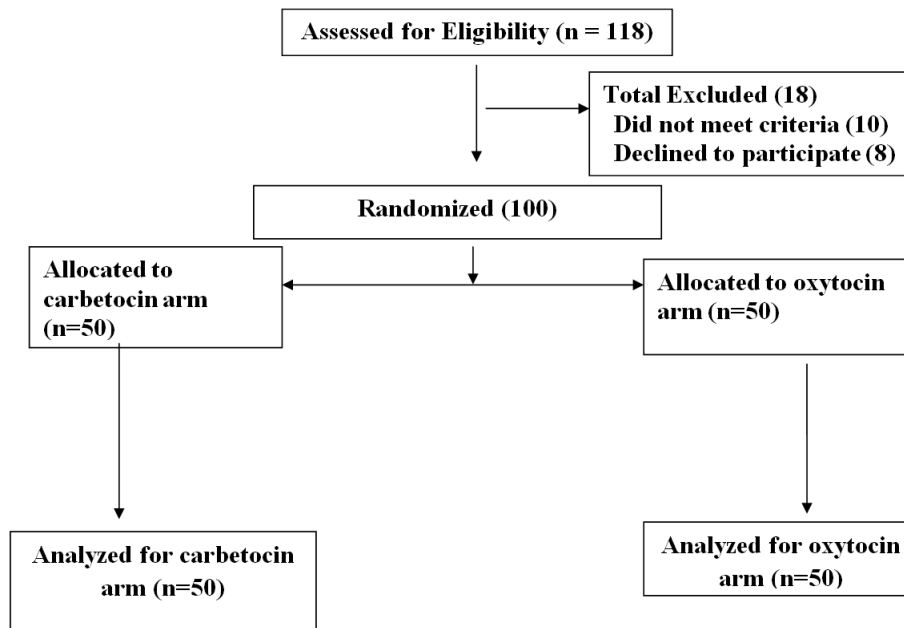 Assessed for Eligibility (n = 118)
Total Excluded (18)
Did not meet criteria (10)
Declined to participate (8)
Randomized (100)
Allocated to
carbetocin arm
(n=50)
Allocated to oxytocin
arm (n=50)
Analyzed for carbetocin
arm (n=50)
Analyzed for oxytocin
arm (n=50)